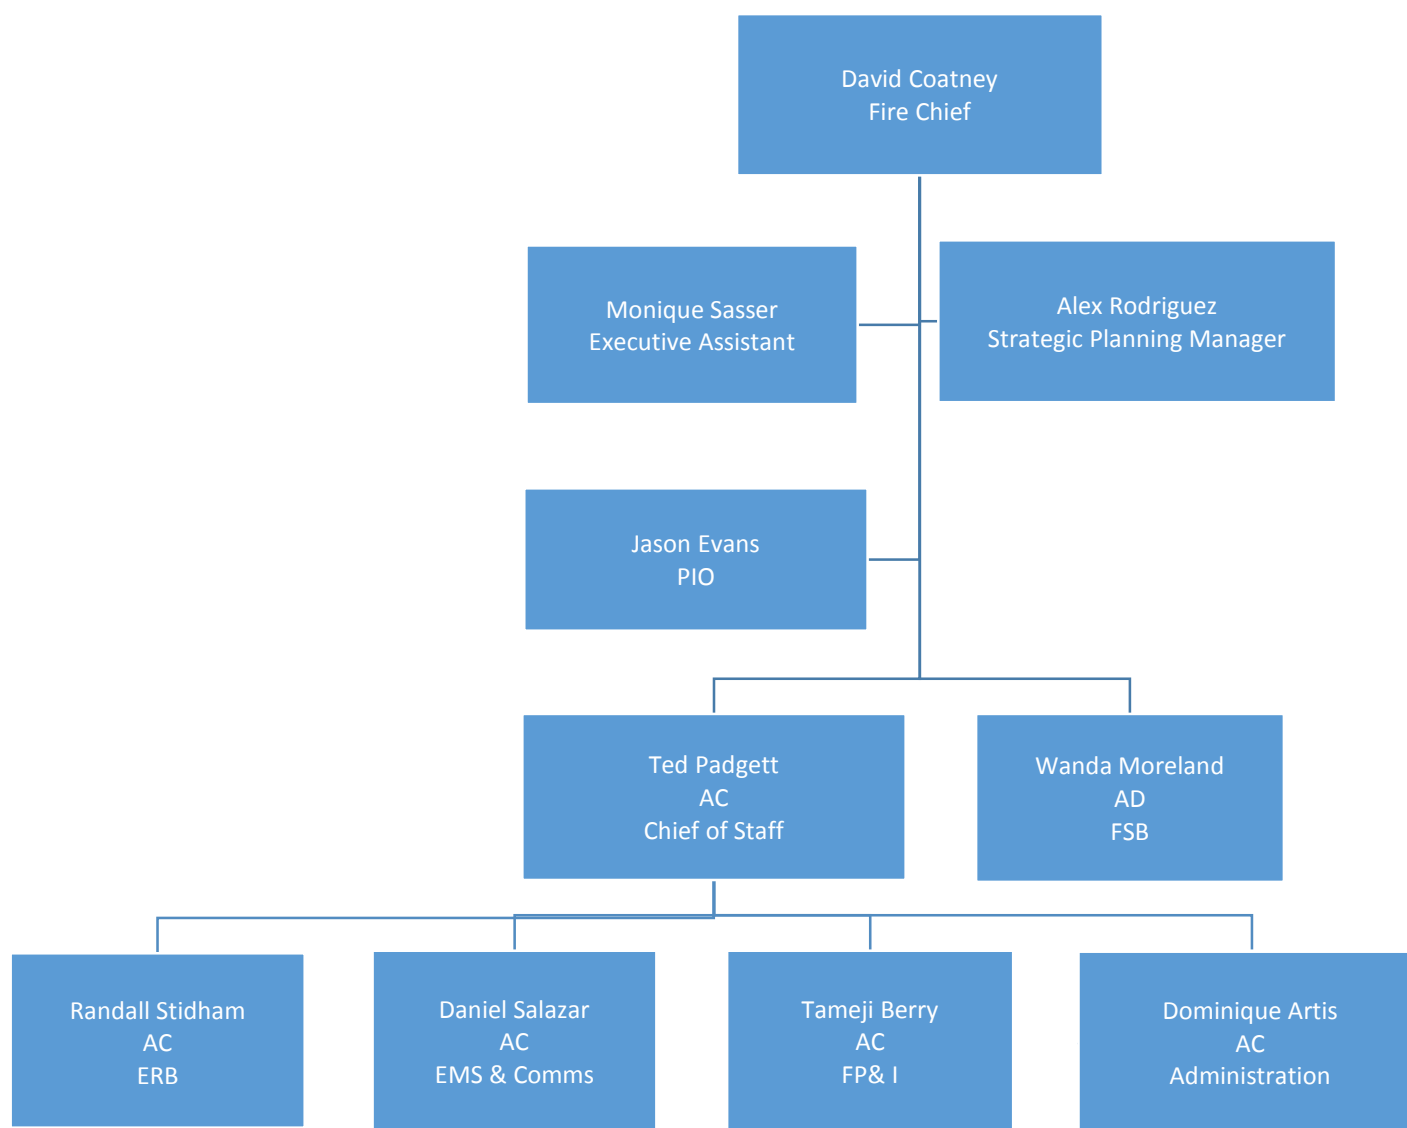 David Coatney
Fire Chief
Monique Sasser
Executive Assistant
Alex Rodriguez
Strategic Planning Manager
Jason Evans
PIO
Ted Padgett
AC
Chief of Staff
Wanda Moreland
AD
FSB
Randall Stidham
AC
ERB
Daniel Salazar
AC
EMS & Comms
Tameji Berry
AC
FP& I
Dominique Artis
AC
Administration